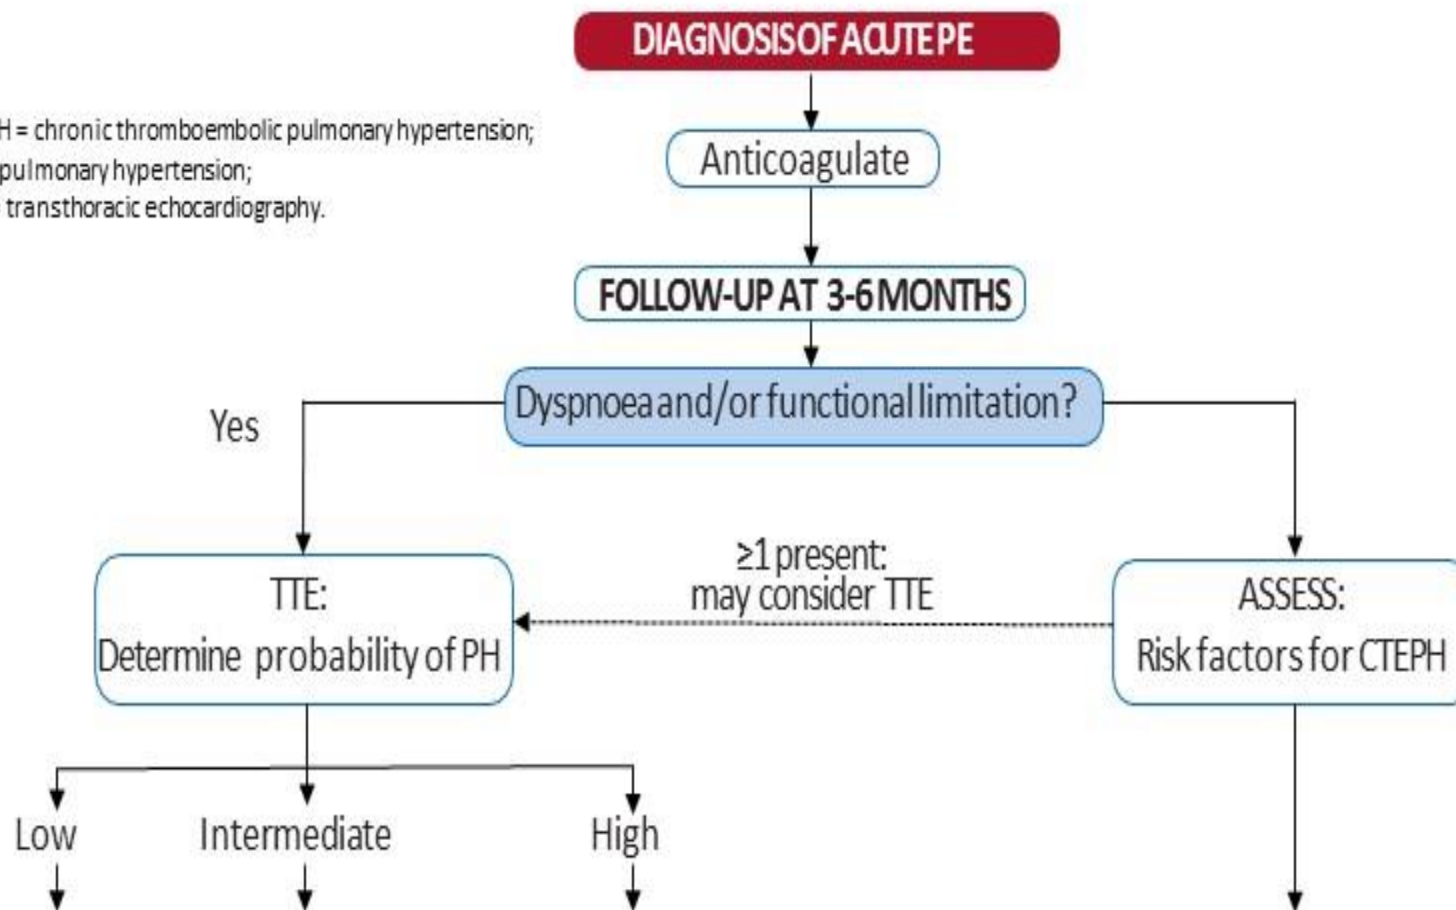 DIAGNOSIS OF ACUTE PE
H = chronic thromboembolic pulmonary hypertension;
pulmonary hypertension;
= transthoracic echocardiography.
Anticoagulate
FOLLOW-UP AT 3-6 MONTHS
Dyspnoea and/or functional limitation?
Yes
≥1 present:
may consider TTE
TTE:
Determine probability of PH
ASSESS:
Risk factors for CTEPH
Low
Intermediate
High